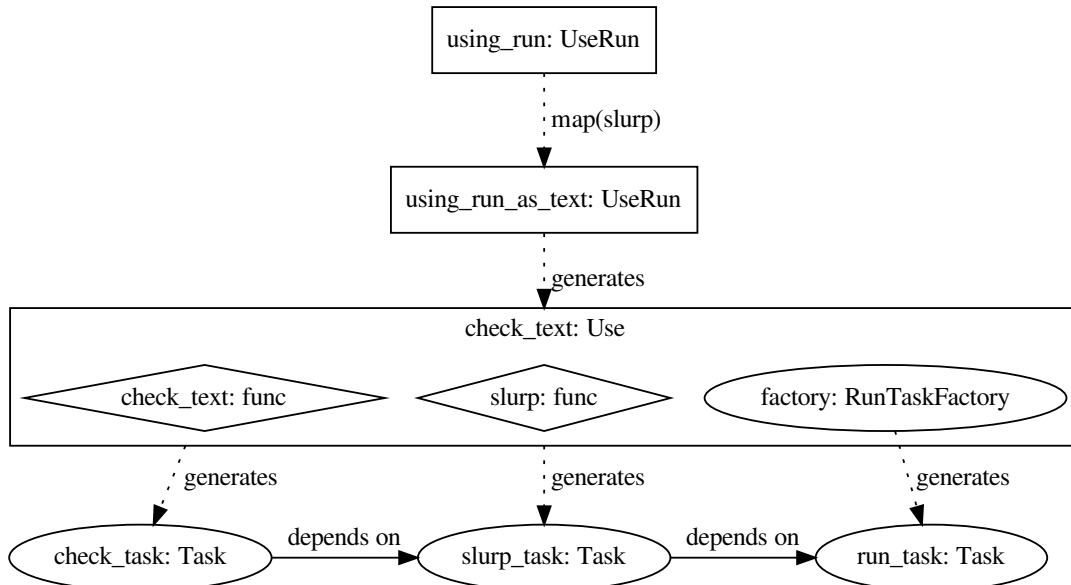 using_run: UseRun
map(slurp)
using_run_as_text: UseRun
generates
check_text: Use
check_text: func
slurp: func
factory: RunTaskFactory
generates
generates
generates
check_task: Task
depends on
slurp_task: Task
depends on
run_task: Task